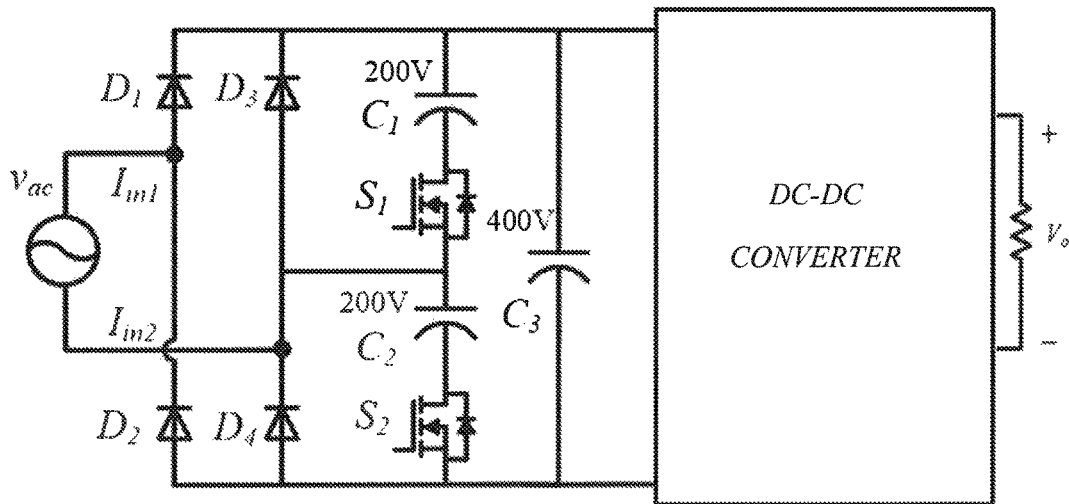 200V
D1 D3
C1
vac
Iin1
S1
400V
DC-DC
CONVERTER
+
Vo
−
200V
Iin2
C2
C3
D2 D4
S2